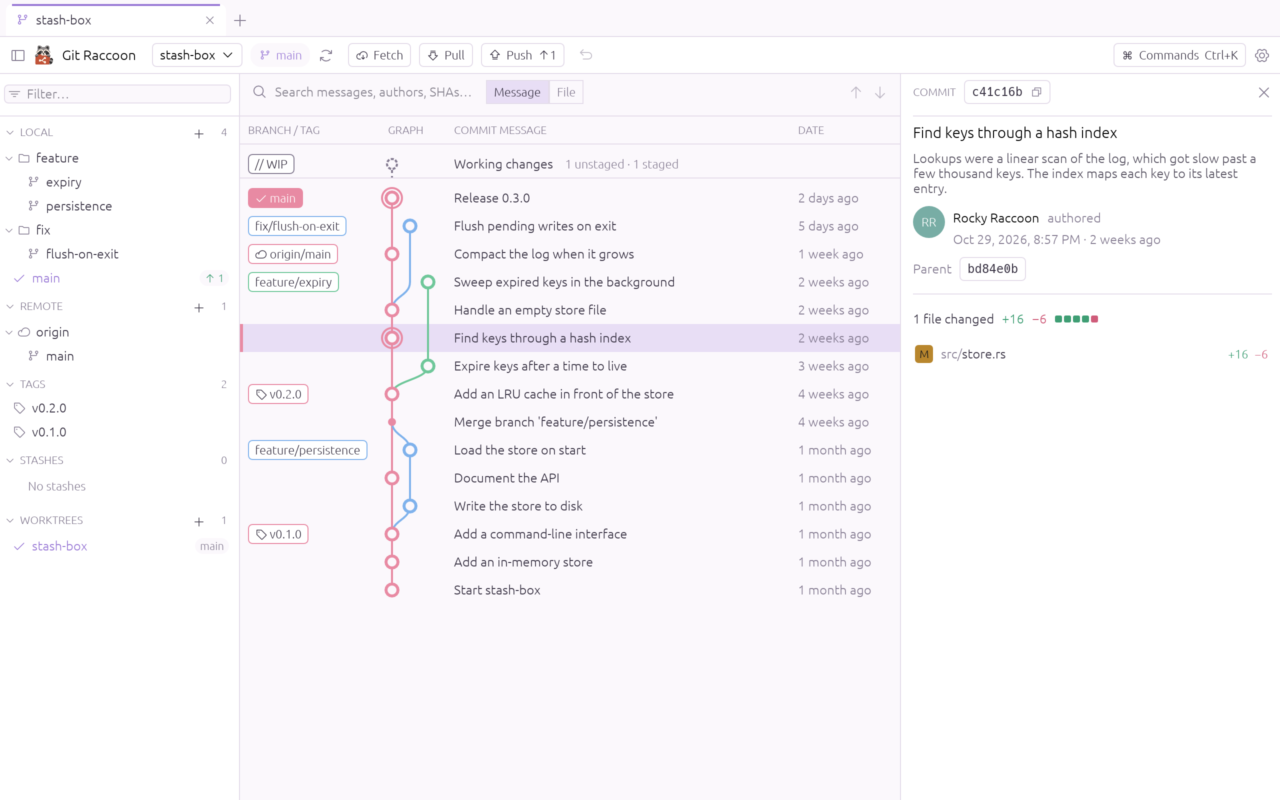 stash-box
Git Raccoon
stash-box
main
Fetch
Pull
Push ↑1
⌘ Commands Ctrl+K
Filter...
LOCAL 4
feature
expiry
persistence
fix
flush-on-exit
main ↑ 1
REMOTE 1
origin
main
TAGS 2
v0.2.0
v0.1.0
STASHES 0
No stashes
WORKTREES 1
stash-box main
Search messages, authors, SHAs...
Message File
BRANCH / TAG GRAPH COMMIT MESSAGE DATE
// WIP Working changes 1 unstaged · 1 staged
main Release 0.3.0 2 days ago
fix/flush-on-exit Flush pending writes on exit 5 days ago
origin/main Compact the log when it grows 1 week ago
feature/expiry Sweep expired keys in the background 2 weeks ago
Handle an empty store file 2 weeks ago
Find keys through a hash index 2 weeks ago
Expire keys after a time to live 3 weeks ago
v0.2.0 Add an LRU cache in front of the store 4 weeks ago
Merge branch 'feature/persistence' 4 weeks ago
feature/persistence Load the store on start 1 month ago
Document the API 1 month ago
Write the store to disk 1 month ago
v0.1.0 Add a command-line interface 1 month ago
Add an in-memory store 1 month ago
Start stash-box 1 month ago
COMMIT c41c16b
Find keys through a hash index
Lookups were a linear scan of the log, which got slow past a
few thousand keys. The index maps each key to its latest
entry.
RR
Rocky Raccoon authored
Oct 29, 2026, 8:57 PM · 2 weeks ago
Parent bd84e0b
1 file changed +16 −6
M src/store.rs +16 −6